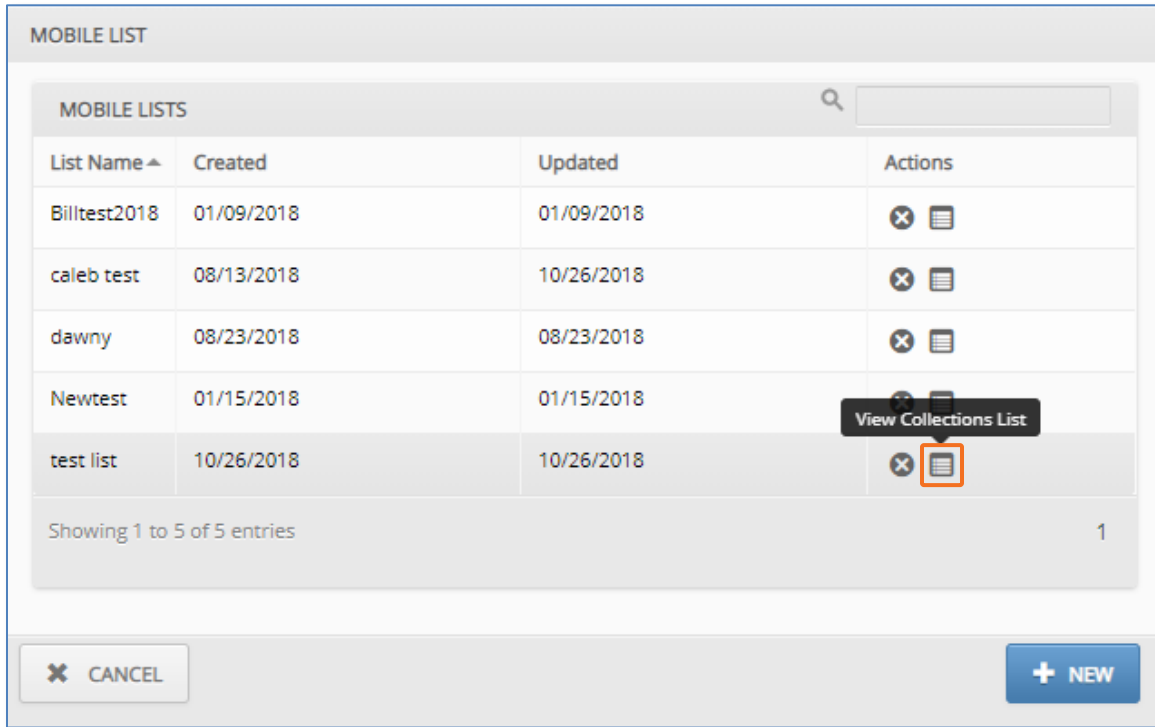 MOBILE LIST
MOBILE LISTS
List Name Created Updated Actions
Billtest2018 01/09/2018 01/09/2018
caleb test 08/13/2018 10/26/2018
dawny 08/23/2018 08/23/2018
Newtest 01/15/2018 01/15/2018
View Collections List
test list 10/26/2018 10/26/2018
Showing 1 to 5 of 5 entries 1
CANCEL NEW